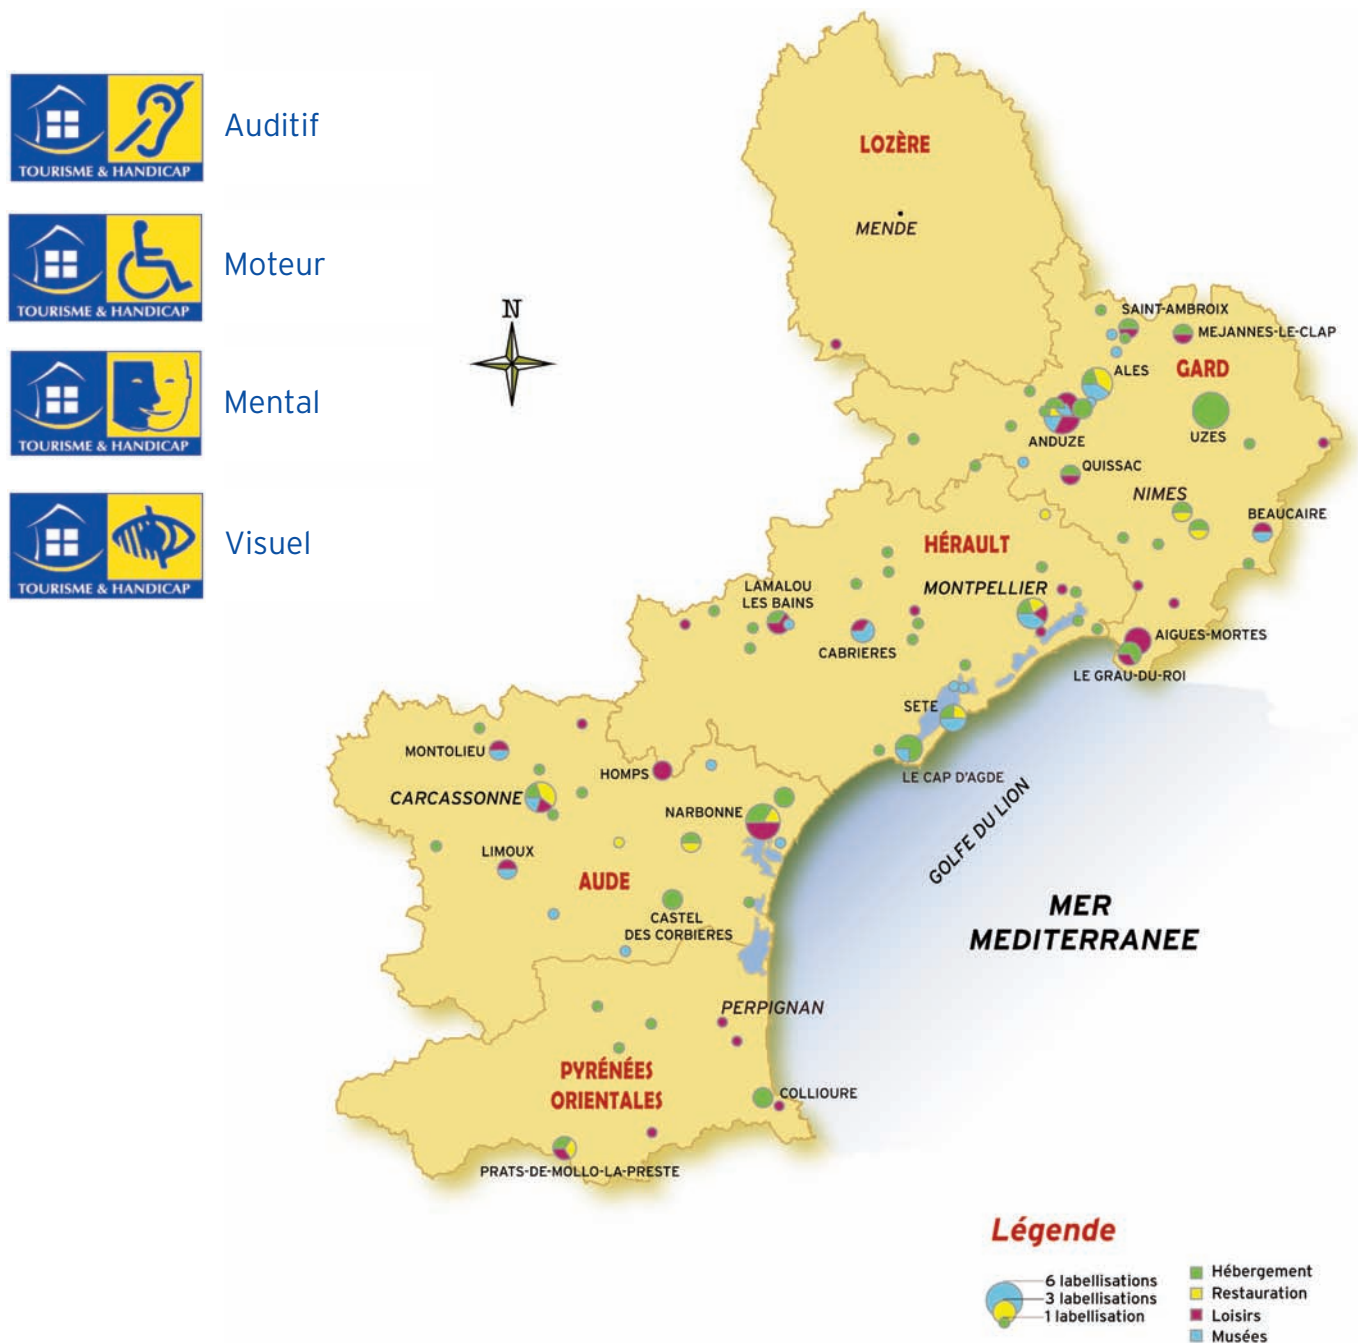 Auditif
TOURISME & HANDICAP
Moteur
TOURISME & HANDICAP
Mental
TOURISME & HANDICAP
Visuel
TOURISME & HANDICAP
N
LOZÈRE
MENDE
SAINT-AMBROIX
MEJANNES-LE-CLAP
ALES
GARD
ANDUZE
UZES
QUISSAC
NIMES
BEAUCAIRE
HÉRAULT
LAMALOU
LES BAINS
MONTPELLIER
CABRIERES
AIGUES-MORTES
LE GRAU-DU-ROI
SETE
MONTOLIEU
HOMPS
LE CAP D'AGDE
CARCASSONNE
NARBONNE
GOLFE DU LION
LIMOUX
AUDE
CASTEL
DES CORBIERES
MER
MEDITERRANEE
PERPIGNAN
PYRÉNÉES
ORIENTALES
COLLIOURE
PRATS-DE-MOLLO-LA-PRESTE
Légende
6 labellisations
3 labellisations
1 labellisation
Hébergement
Restauration
Loisirs
Musées